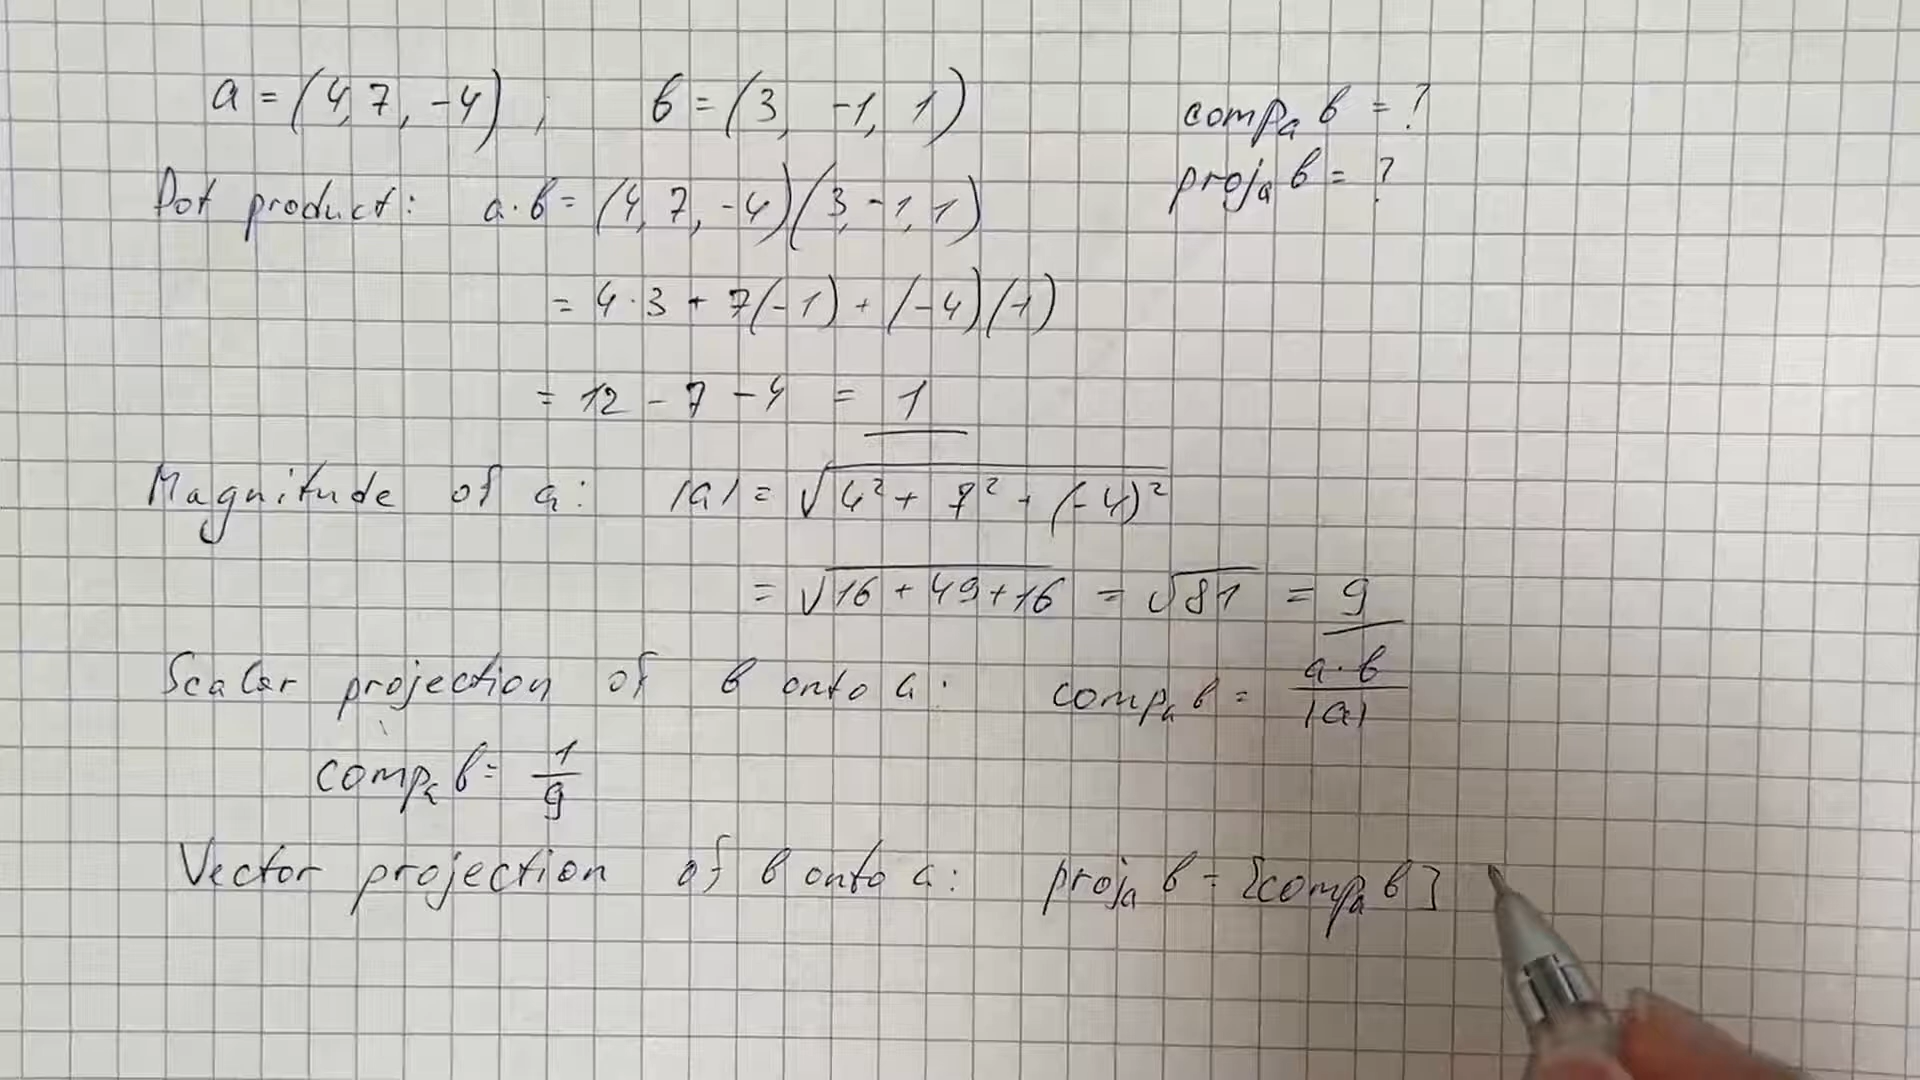 a = (4, 7, -4) ; b = (3, -1, 1) comp_a b = ?
proj_a b = ?
Dot product: a·b = (4, 7, -4)(3, -1, 1)
= 4·3 + 7(-1) + (-4)(1)
= 12 - 7 - 4 = 1
Magnitude of a: |a| = √(4² + 7² + (-4)²)
= √(16 + 49 + 16) = √81 = 9
Scalar projection of b onto a: comp_a b = a·b / |a|
comp_a b = 1/9
Vector projection of b onto a: proj_a b = [comp_a b]